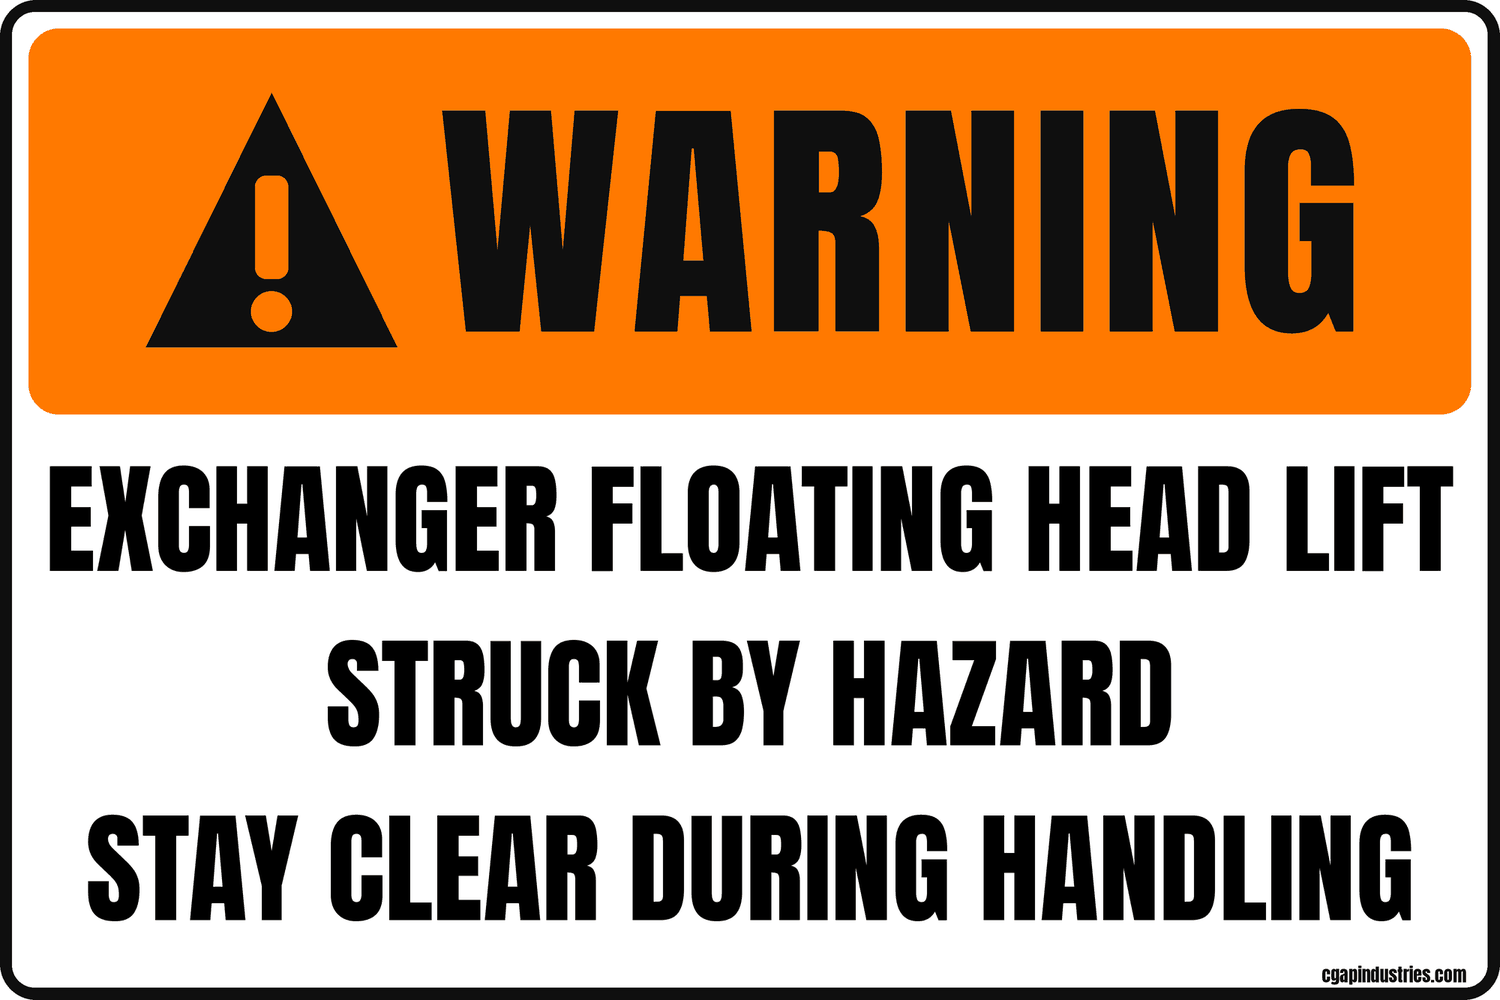 WARNING
EXCHANGER FLOATING HEAD LIFT
STRUCK BY HAZARD
STAY CLEAR DURING HANDLING
cgapindustries.com